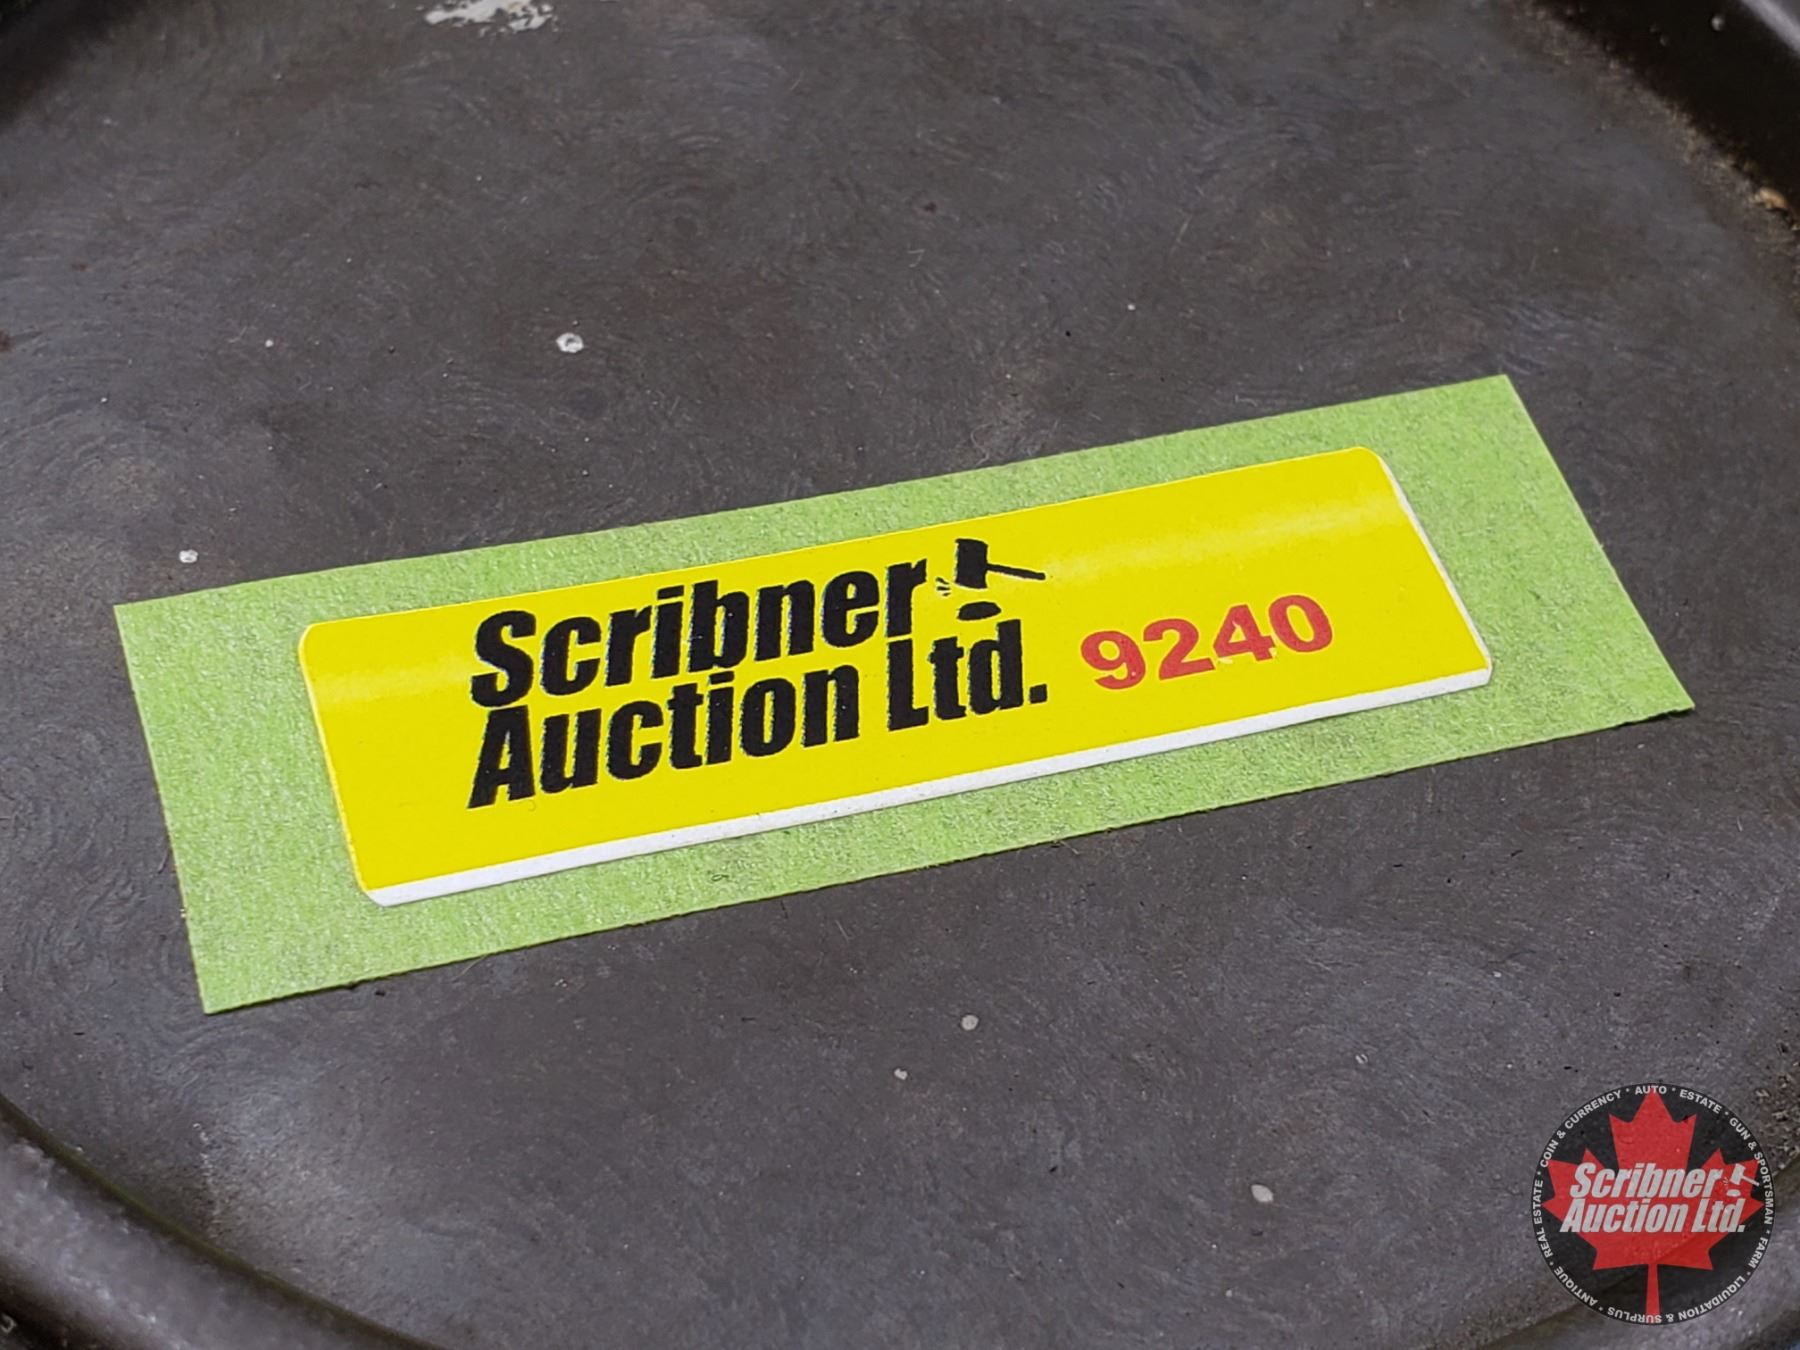 Scribner
Auction Ltd.
9240
COIN & CURRENCY * AUTO * ESTATE * GUN & SPORTSMAN * FARM * LIQUIDATION & SURPLUS * ANTIQUE * REAL ESTATE *
Scribner
Auction Ltd.